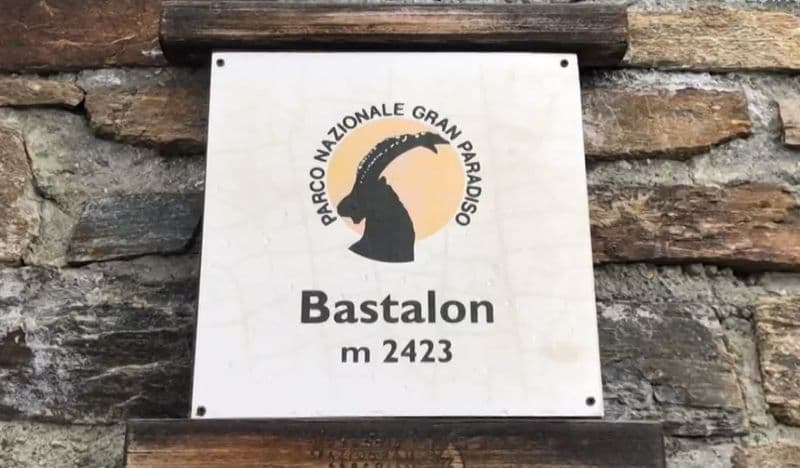 PARCO NAZIONALE GRAN PARADISO
Bastalon
m 2423